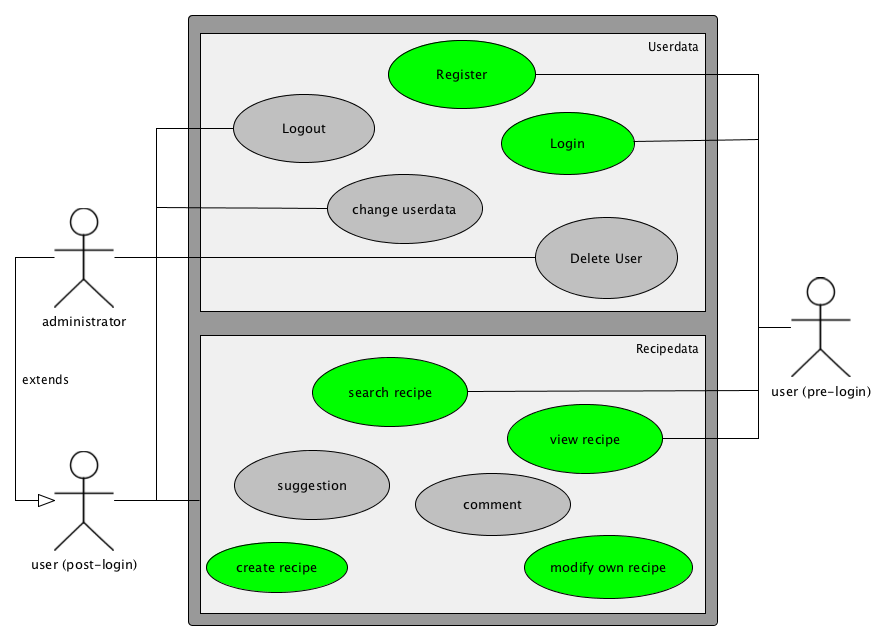 Userdata
Register
Logout
Login
change userdata
Delete User
administrator
Recipedata
extends
search recipe
user (pre-login)
view recipe
suggestion
comment
user (post-login)
create recipe
modify own recipe